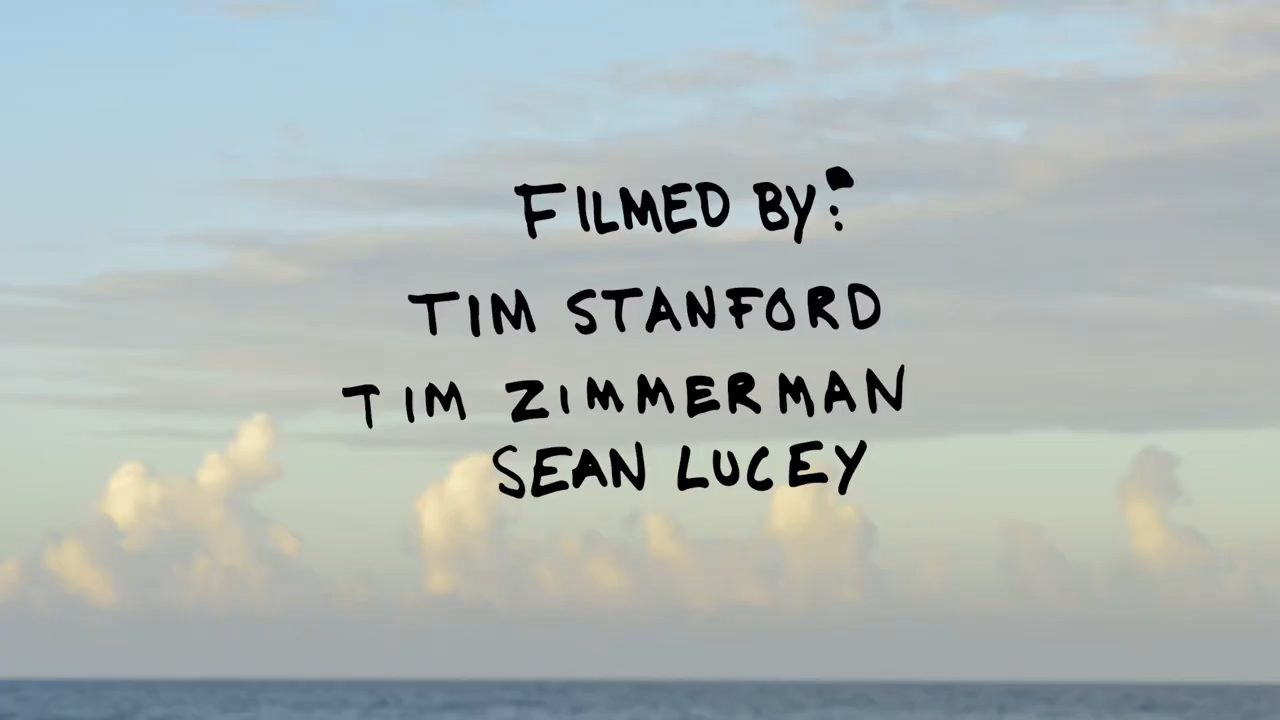 FILMED BY:
TIM STANFORD
TIM ZIMMERMAN
SEAN LUCEY